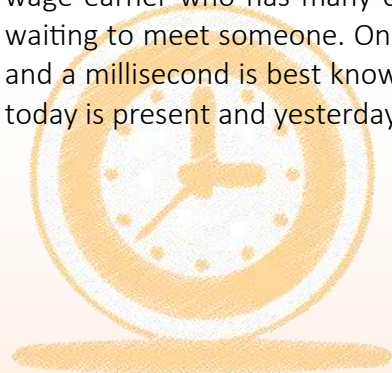 wage earner who has many
waiting to meet someone. On
and a millisecond is best know
today is present and yesterday